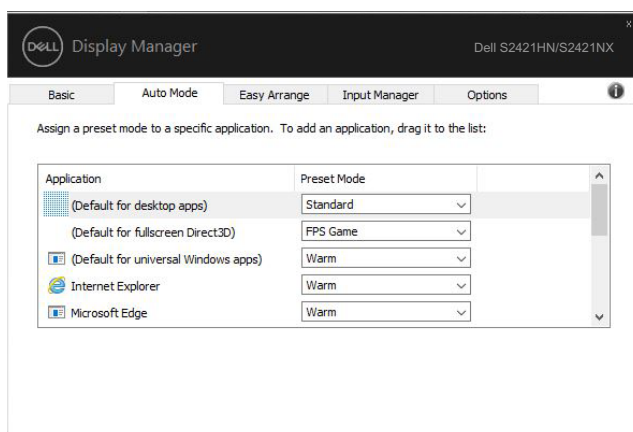 DELL Display Manager Dell S2421HN/S2421NX
Basic Auto Mode Easy Arrange Input Manager Options
Assign a preset mode to a specific application. To add an application, drag it to the list:
Application Preset Mode
(Default for desktop apps) Standard
(Default for fullscreen Direct3D) FPS Game
(Default for universal Windows apps) Warm
Internet Explorer Warm
Microsoft Edge Warm